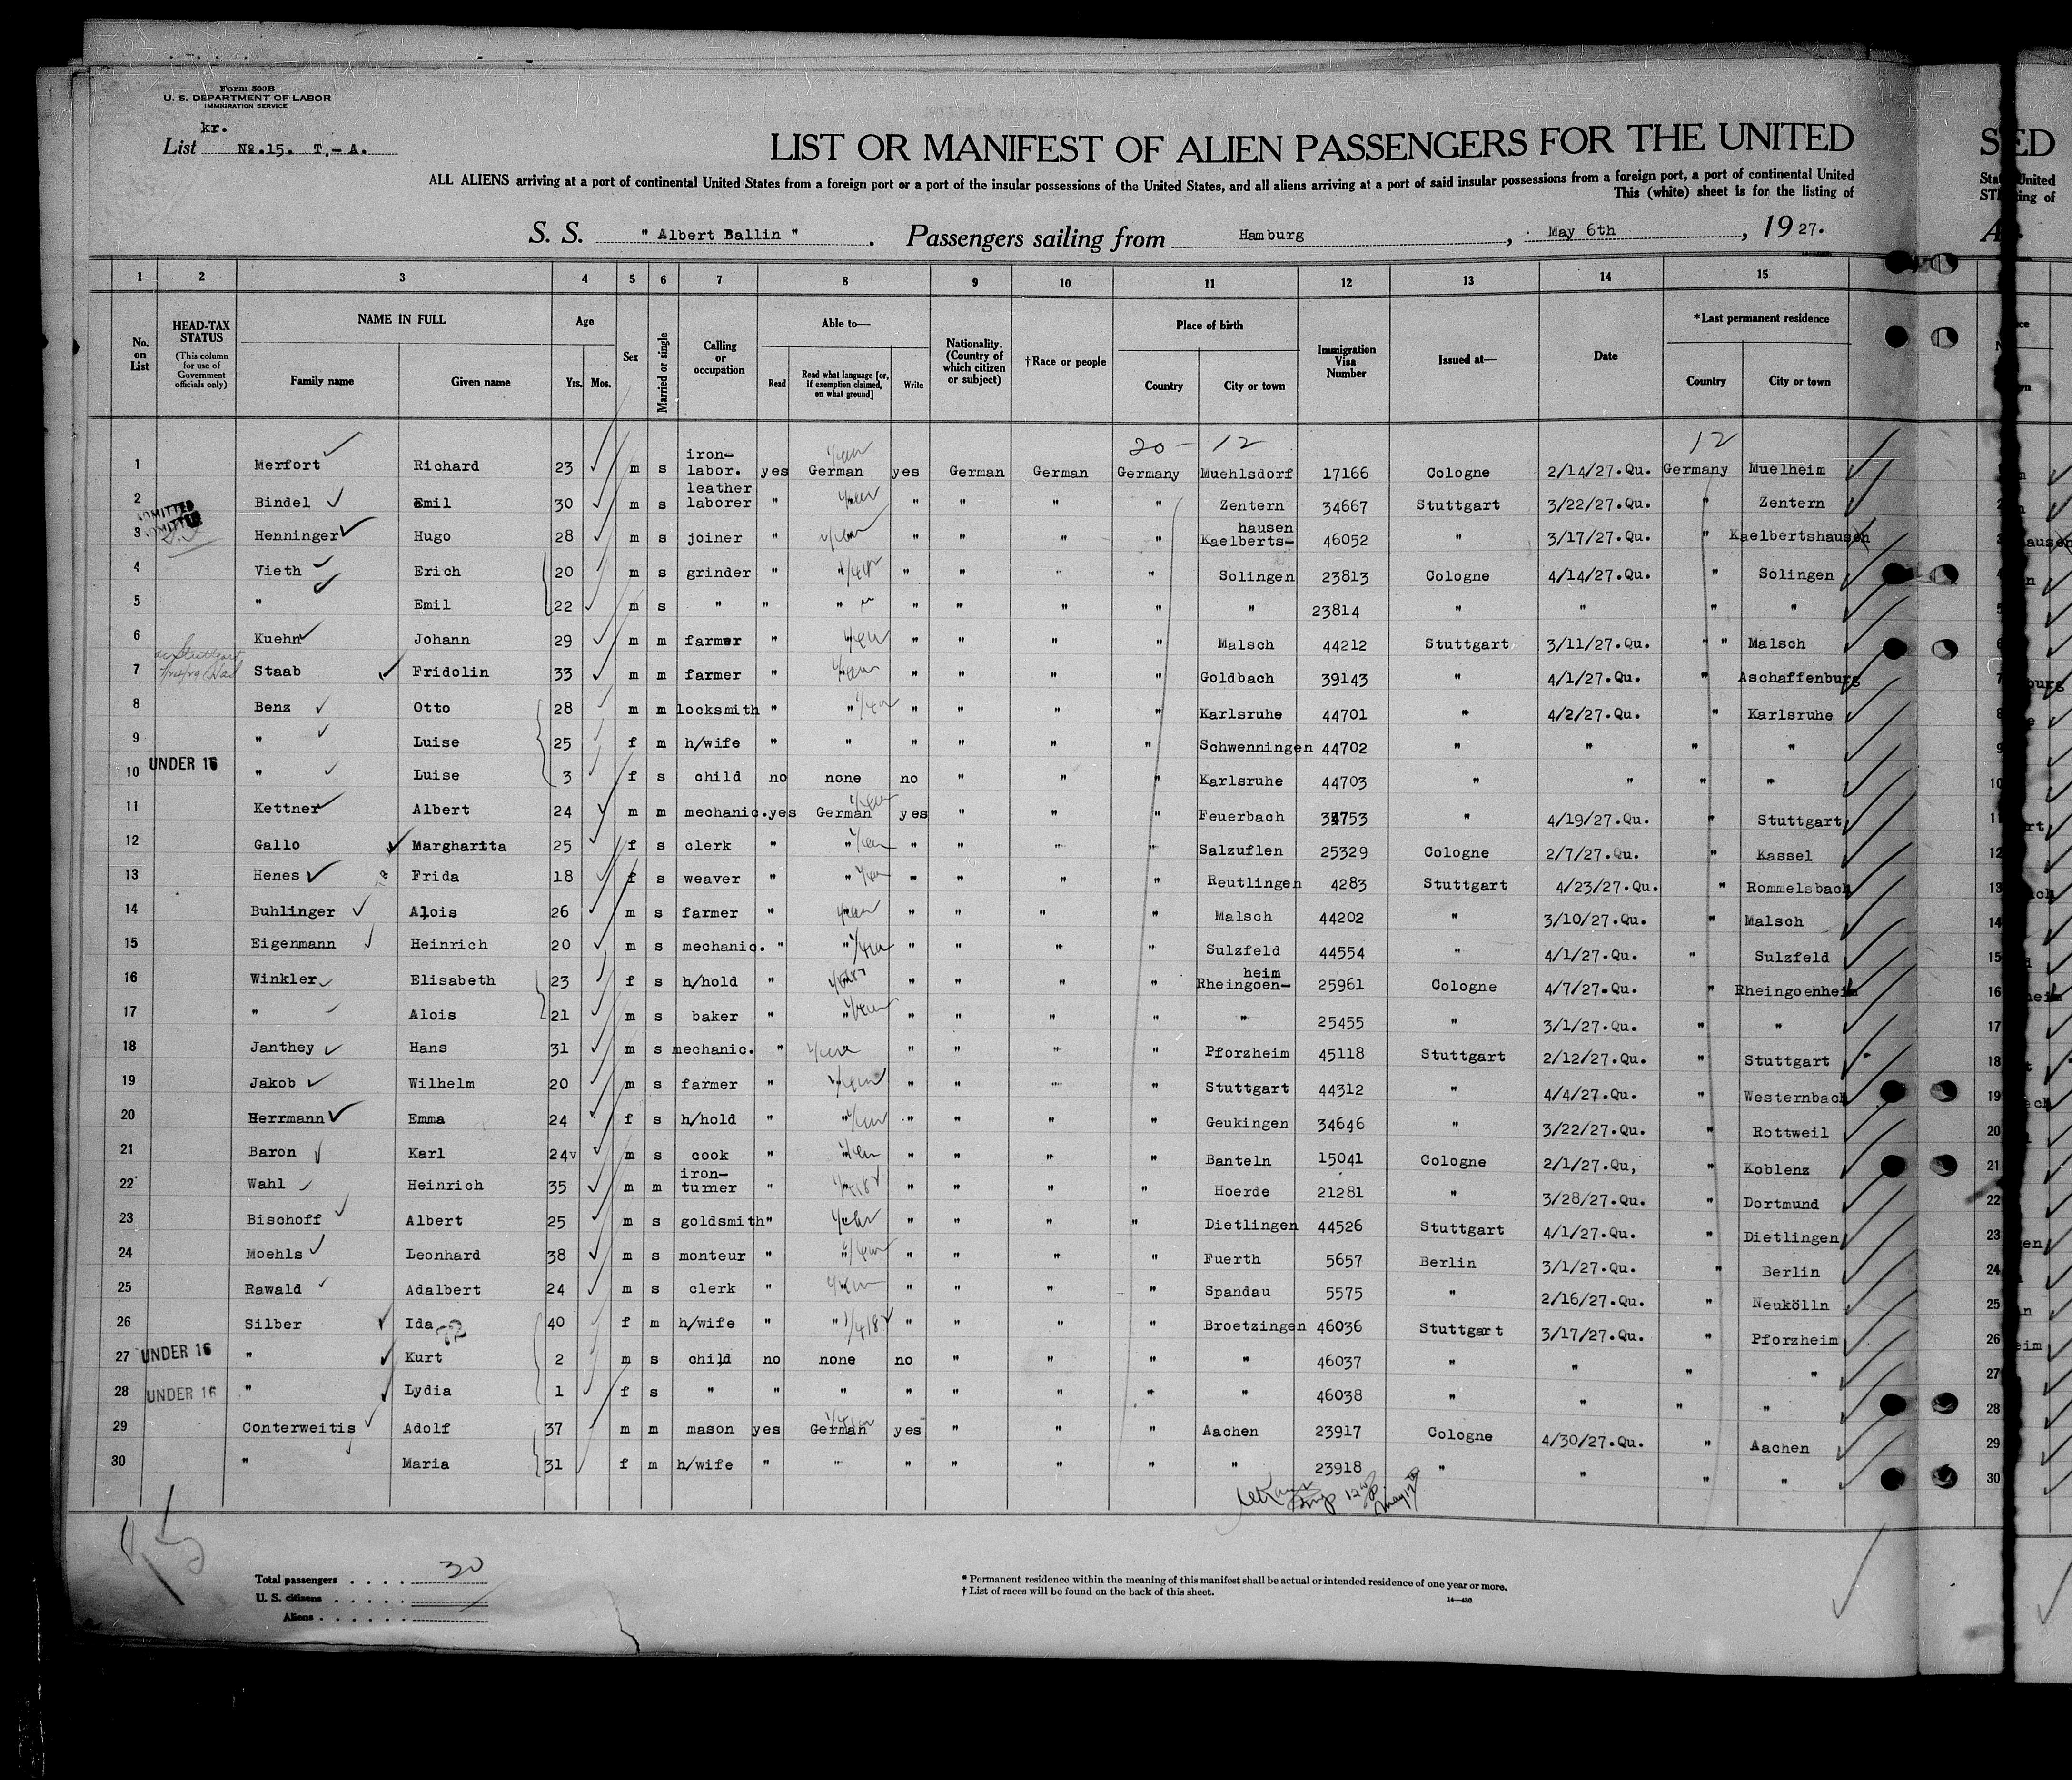 Form 500B
U. S. DEPARTMENT OF LABOR
IMMIGRATION SERVICE
kr.
List No.15. T.-A.
LIST OR MANIFEST OF ALIEN PASSENGERS FOR THE UNITED
ALL ALIENS arriving at a port of continental United States from a foreign port or a port of the insular possessions of the United States, and all aliens arriving at a port of said insular possessions from a foreign port, a port of continental United
This (white) sheet is for the listing of
S. S. " Albert Ballin " . Passengers sailing from Hamburg , May 6th , 19 27.
1 2 3 4 5 6 7 8 9 10 11 12 13 14 15
No. on List
HEAD-TAX STATUS
(This column for use of Government officials only)
NAME IN FULL
Family name Given name
Age
Yrs. Mos.
Sex
Married or single
Calling or occupation
Able to—
Read
Read what language [or, if exemption claimed, on what ground]
Write
Nationality. (Country of which citizen or subject)
†Race or people
Place of birth
Country City or town
Immigration Visa Number
Issued at—
Date
*Last permanent residence
Country City or town
20 - 12 12
1 Merfort Richard 23 m s iron-labor. yes German yes German German Germany Muehlsdorf 17166 Cologne 2/14/27.Qu. Germany Muelheim
2 Bindel Emil 30 m s leather laborer " " " " " " Zentern 34667 Stuttgart 3/22/27.Qu. " Zentern
ADMITTED
ADMITTED
3 Henninger Hugo 28 m s joiner " " " " " Kaelberts-hausen 46052 " 3/17/27.Qu. " Kaelbertshausen
4 Vieth Erich 20 m s grinder " " " " " " Solingen 23813 Cologne 4/14/27.Qu. " Solingen
5 " Emil 22 m s " " " " " " " " 23814 " " " "
6 Kuehn Johann 29 m m farmer " " " " " " Malsch 44212 Stuttgart 3/11/27.Qu. " " Malsch
7 Staab Fridolin 33 m m farmer " " " " " " Goldbach 39143 " 4/1/27.Qu. " Aschaffenburg
8 Benz Otto 28 m m locksmith " " " " " " Karlsruhe 44701 " 4/2/27.Qu. " Karlsruhe
9 " Luise 25 f m h/wife " " " " " " Schwenningen 44702 " " " "
UNDER 16
10 " Luise 3 f s child no none no " " " Karlsruhe 44703 " " " "
11 Kettner Albert 24 m m mechanic. yes German yes " " " Feuerbach 34753 " 4/19/27.Qu. " Stuttgart
12 Gallo Margharita 25 f s clerk " " " " " " Salzuflen 25329 Cologne 2/7/27.Qu. " Kassel
13 Henes Frida 18 f s weaver " " " " " " Reutlingen 4283 Stuttgart 4/23/27.Qu. " Rommelsbach
14 Buhlinger Alois 26 m s farmer " " " " " " Malsch 44202 " 3/10/27.Qu. " Malsch
15 Eigenmann Heinrich 20 m s mechanic. " " " " " " Sulzfeld 44554 " 4/1/27.Qu. " Sulzfeld
16 Winkler Elisabeth 23 f s h/hold " " " " " Rheingoen-heim 25961 Cologne 4/7/27.Qu. " Rheingoenheim
17 " Alois 21 m s baker " " " " " " " 25455 " 3/1/27.Qu. " "
18 Janthey Hans 31 m s mechanic. " " " " " Pforzheim 45118 Stuttgart 2/12/27.Qu. " Stuttgart
19 Jakob Wilhelm 20 m s farmer " " " " " " Stuttgart 44312 " 4/4/27.Qu. " Westernbach
20 Herrmann Emma 24 f s h/hold " " " " " " Geukingen 34646 " 3/22/27.Qu. " Rottweil
21 Baron Karl 24v m s cook " " " " " " Banteln 15041 Cologne 2/1/27.Qu, " Koblenz
22 Wahl Heinrich 35 m m iron-turner " " " " " " Hoerde 21281 " 3/28/27.Qu. " Dortmund
23 Bischoff Albert 25 m s goldsmith " " " " " Dietlingen 44526 Stuttgart 4/1/27.Qu. " Dietlingen
24 Moehls Leonhard 38 m s monteur " " " " " " Fuerth 5657 Berlin 3/1/27.Qu. " Berlin
25 Rawald Adalbert 24 m s clerk " " " " " " Spandau 5575 " 2/16/27.Qu. " Neukölln
26 Silber Ida 40 f m h/wife " " " " " " Broetzingen 46036 Stuttgart 3/17/27.Qu. " Pforzheim
27 UNDER 16 " Kurt 2 m s child no none no " " " " 46037 " " " "
28 UNDER 16 " Lydia 1 f s " " " " " " " " 46038 " " " "
29 Conterweitis Adolf 37 m m mason yes German yes " " " Aachen 23917 Cologne 4/30/27.Qu. " Aachen
30 " Maria 31 f m h/wife " " " " " " " 23918 " " " "
Total passengers . . . . 30
U. S. citizens . . . . .
Aliens . . . . . .
* Permanent residence within the meaning of this manifest shall be actual or intended residence of one year or more.
† List of races will be found on the back of this sheet.
14—430